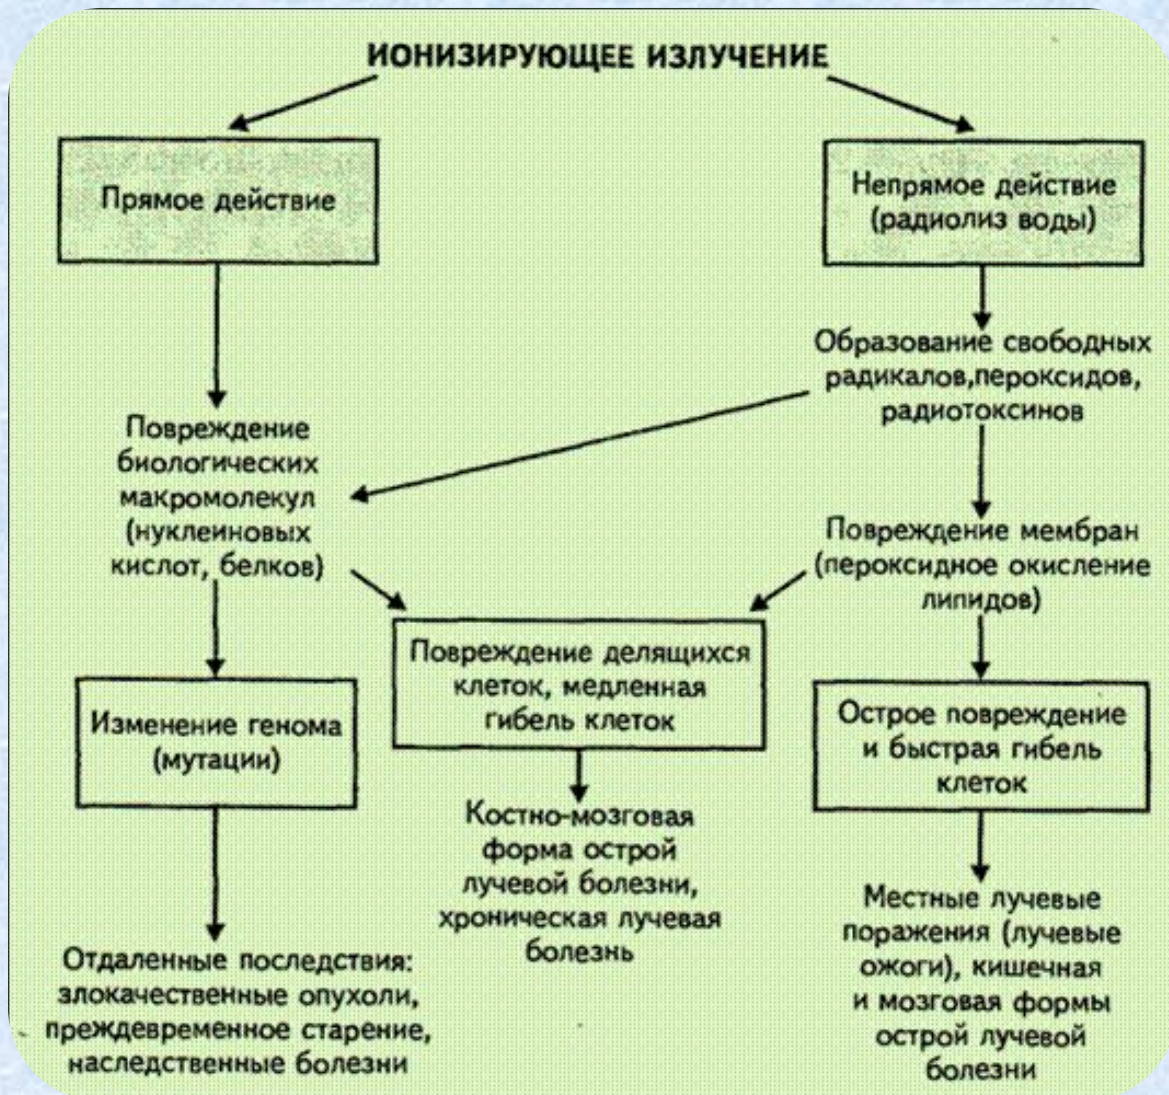 ИОНИЗИРУЮЩЕЕ ИЗЛУЧЕНИЕ
Прямое действие
Непрямое действие
(радиолиз воды)
Образование свободных
радикалов,пероксидов,
радиотоксинов
Повреждение
биологических
макромолекул
(нуклеиновых
кислот, белков)
Повреждение мембран
(пероксидное окисление
липидов)
Изменение генома
(мутации)
Повреждение делящихся
клеток, медленная
гибель клеток
Острое повреждение
и быстрая гибель
клеток
Отдаленные последствия:
злокачественные опухоли,
преждевременное старение,
наследственные болезни
Костно-мозговая
форма острой
лучевой болезни,
хроническая лучевая
болезнь
Местные лучевые
поражения (лучевые
ожоги), кишечная
и мозговая формы
острой лучевой
болезни